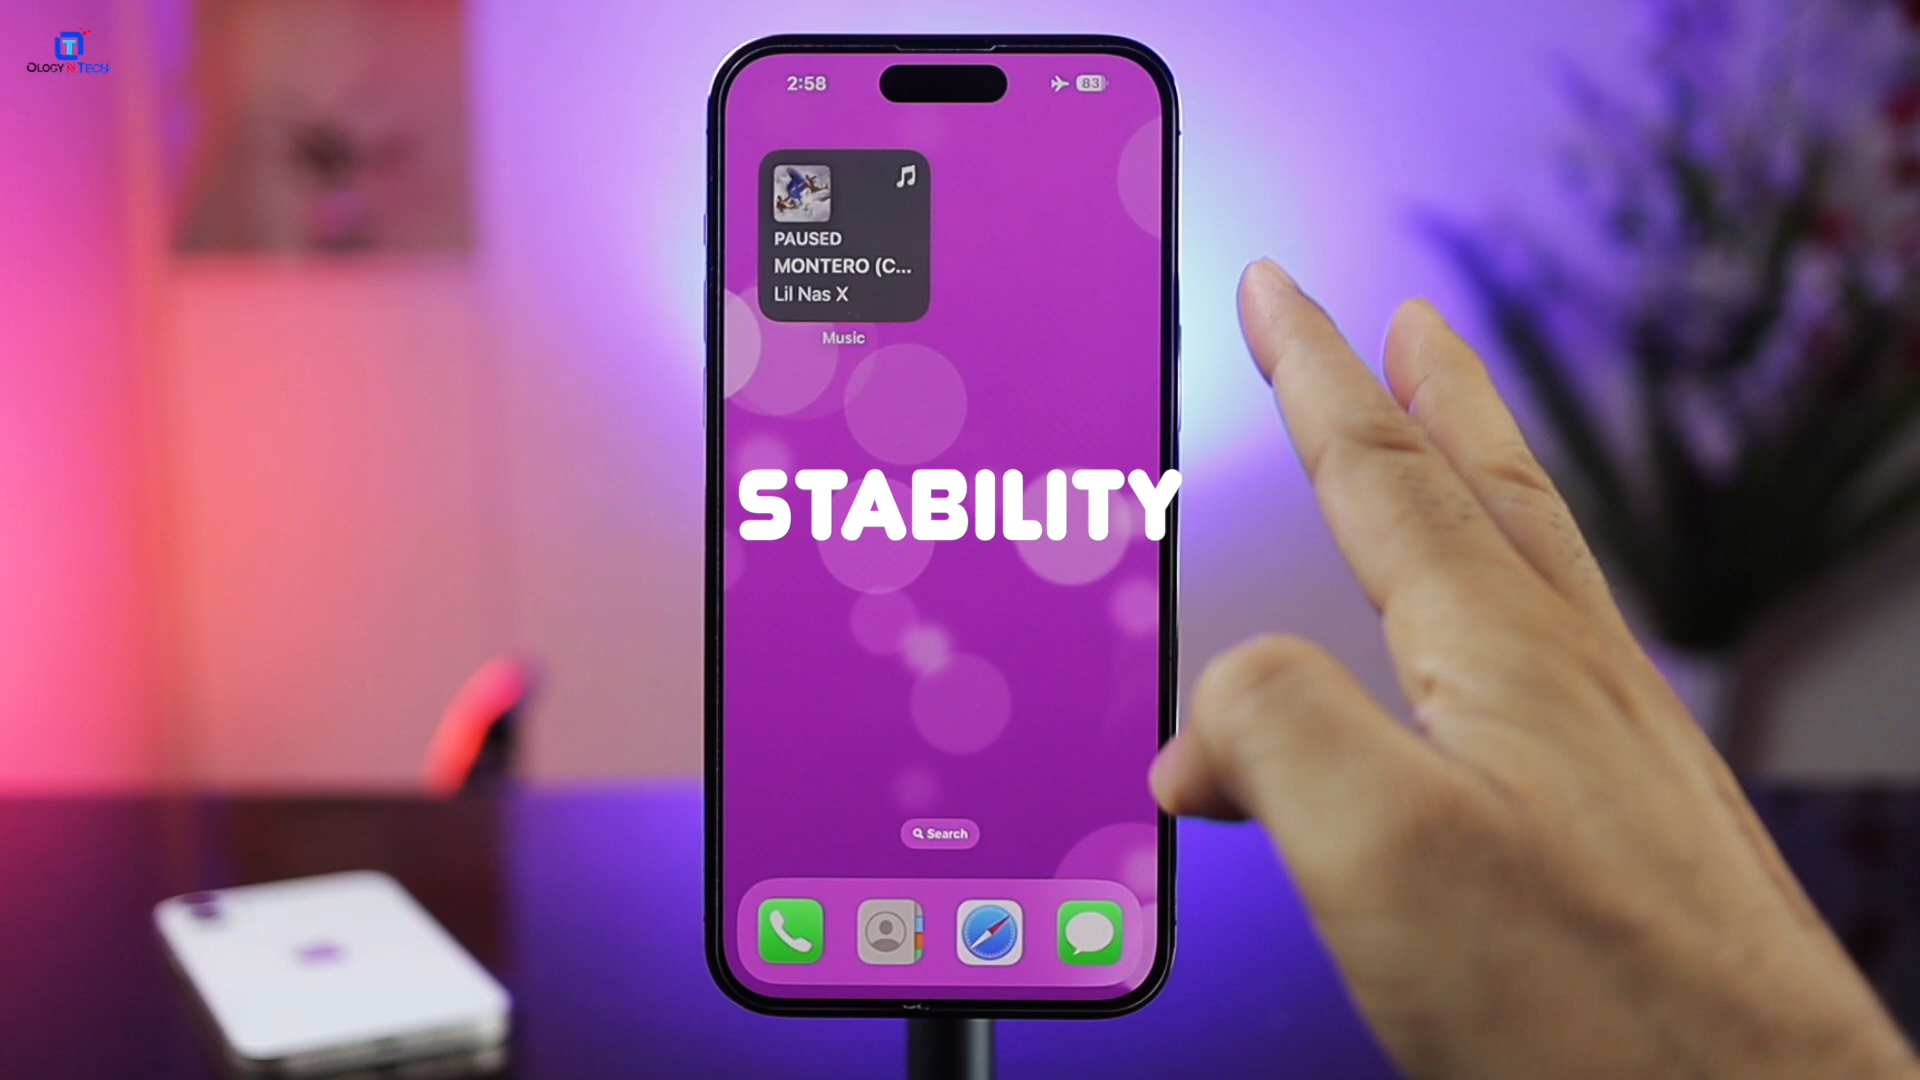 T
OLOGY N TECH
2:58
83
PAUSED
MONTERO (C...
Lil Nas X
Music
STABILITY
Search